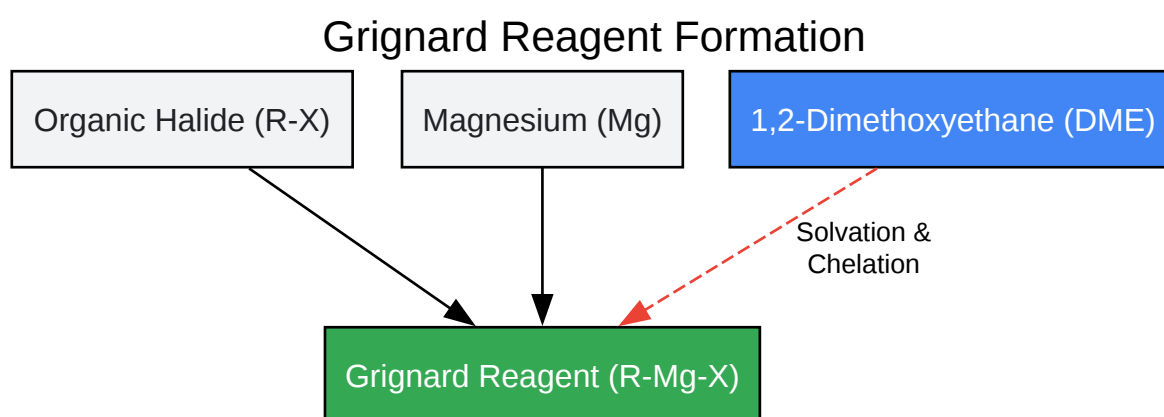 Grignard Reagent Formation
Organic Halide (R-X)
Magnesium (Mg)
1,2-Dimethoxyethane (DME)
Solvation &
Chelation
Grignard Reagent (R-Mg-X)